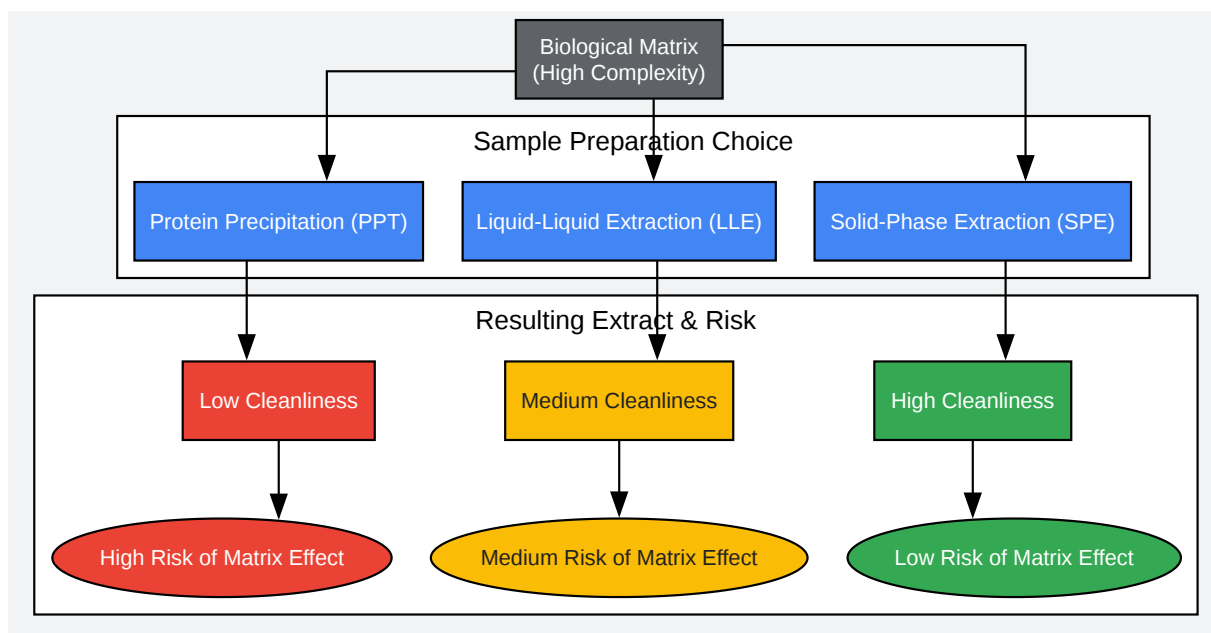 Biological Matrix
(High Complexity)
Sample Preparation Choice
Protein Precipitation (PPT)
Liquid-Liquid Extraction (LLE)
Solid-Phase Extraction (SPE)
Resulting Extract & Risk
Low Cleanliness
Medium Cleanliness
High Cleanliness
High Risk of Matrix Effect
Medium Risk of Matrix Effect
Low Risk of Matrix Effect